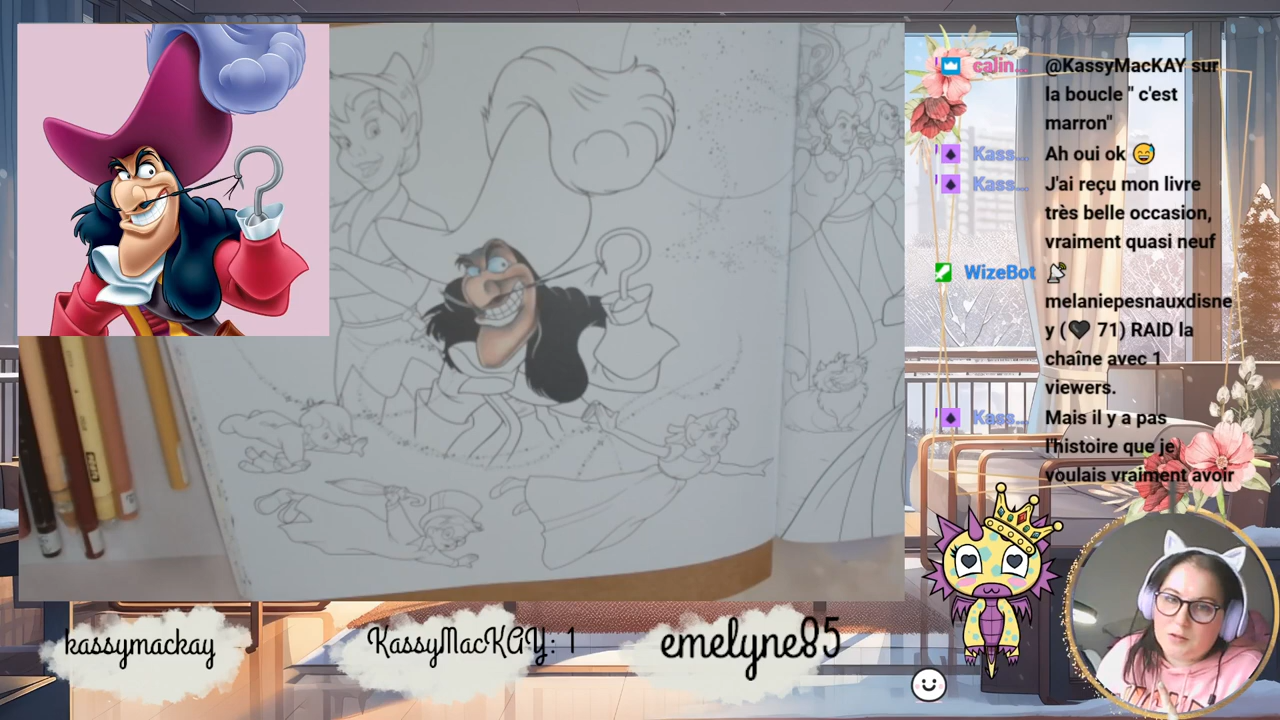 calin...
@KassyMacKAY sur
la boucle " c'est
marron"
Kass...
Ah oui ok 😅
Kass...
J'ai reçu mon livre
très belle occasion,
vraiment quasi neuf
WizeBot
melaniepesnauxdisne
y (🖤 71) RAID la
chaîne avec 1
viewers.
Kass...
Mais il y a pas
l'histoire que je
voulais vraiment avoir
kassymackay
KassyMacKAY: 1
emelyne85